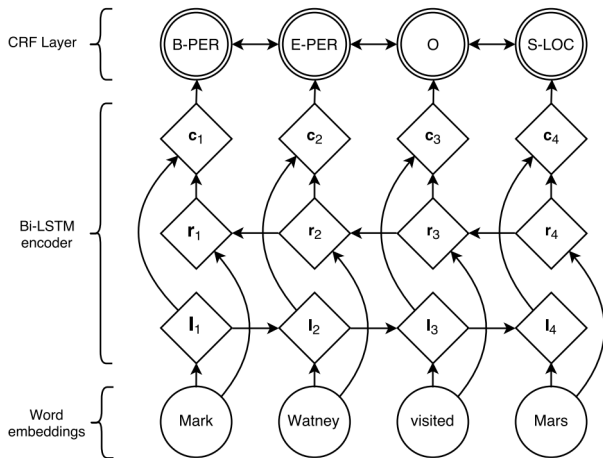 CRF Layer
B-PER E-PER O S-LOC
c1 c2 c3 c4
Bi-LSTM
encoder
r1 r2 r3 r4
l1 l2 l3 l4
Word
embeddings
Mark Watney visited Mars